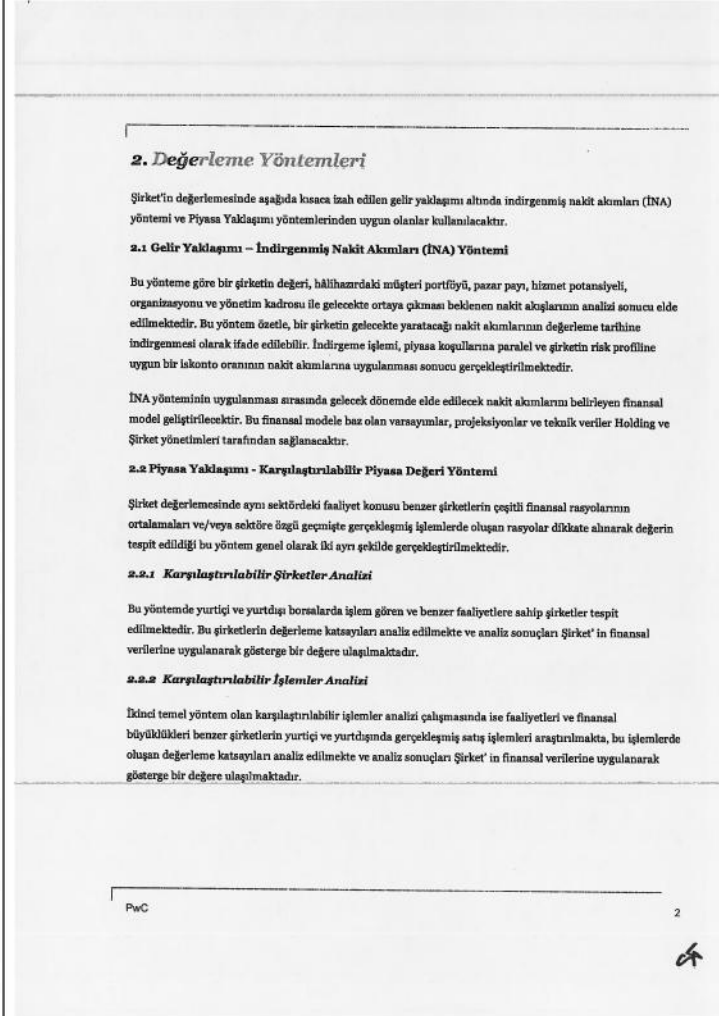 2. Değerleme Yöntemleri
Şirket'in değerlemesinde aşağıda kısaca izah edilen gelir yaklaşımı altında indirgenmiş nakit akımları (İNA)
yöntemi ve Piyasa Yaklaşımı yöntemlerinden uygun olanlar kullanılacaktır.
2.1 Gelir Yaklaşımı – İndirgenmiş Nakit Akımları (İNA) Yöntemi
Bu yönteme göre bir şirketin değeri, hâlihazırdaki müşteri portföyü, pazar payı, hizmet potansiyeli,
organizasyonu ve yönetim kadrosu ile gelecekte ortaya çıkması beklenen nakit akışlarının analizi sonucu elde
edilmektedir. Bu yöntem özetle, bir şirketin gelecekte yaratacağı nakit akımlarının değerleme tarihine
indirgenmesi olarak ifade edilebilir. İndirgeme işlemi, piyasa koşullarına paralel ve şirketin risk profiline
uygun bir iskonto oranının nakit akımlarına uygulanması sonucu gerçekleştirilmektedir.
İNA yönteminin uygulanması sırasında gelecek dönemde elde edilecek nakit akımlarını belirleyen finansal
model geliştirilecektir. Bu finansal modele baz olan varsayımlar, projeksiyonlar ve teknik veriler Holding ve
Şirket yönetimleri tarafından sağlanacaktır.
2.2 Piyasa Yaklaşımı - Karşılaştırılabilir Piyasa Değeri Yöntemi
Şirket değerlemesinde aynı sektördeki faaliyet konusu benzer şirketlerin çeşitli finansal rasyolarının
ortalamaları ve/veya sektöre özgü geçmişte gerçekleşmiş işlemlerde oluşan rasyolar dikkate alınarak değerin
tespit edildiği bu yöntem genel olarak iki ayrı şekilde gerçekleştirilmektedir.
2.2.1 Karşılaştırılabilir Şirketler Analizi
Bu yöntemde yurtiçi ve yurtdışı borsalarda işlem gören ve benzer faaliyetlere sahip şirketler tespit
edilmektedir. Bu şirketlerin değerleme katsayıları analiz edilmekte ve analiz sonuçları Şirket' in finansal
verilerine uygulanarak gösterge bir değere ulaşılmaktadır.
2.2.2 Karşılaştırılabilir İşlemler Analizi
İkinci temel yöntem olan karşılaştırılabilir işlemler analizi çalışmasında ise faaliyetleri ve finansal
büyüklükleri benzer şirketlerin yurtiçi ve yurtdışında gerçekleşmiş satış işlemleri araştırılmakta, bu işlemlerde
oluşan değerleme katsayıları analiz edilmekte ve analiz sonuçları Şirket' in finansal verilerine uygulanarak
gösterge bir değere ulaşılmaktadır.
PwC
2